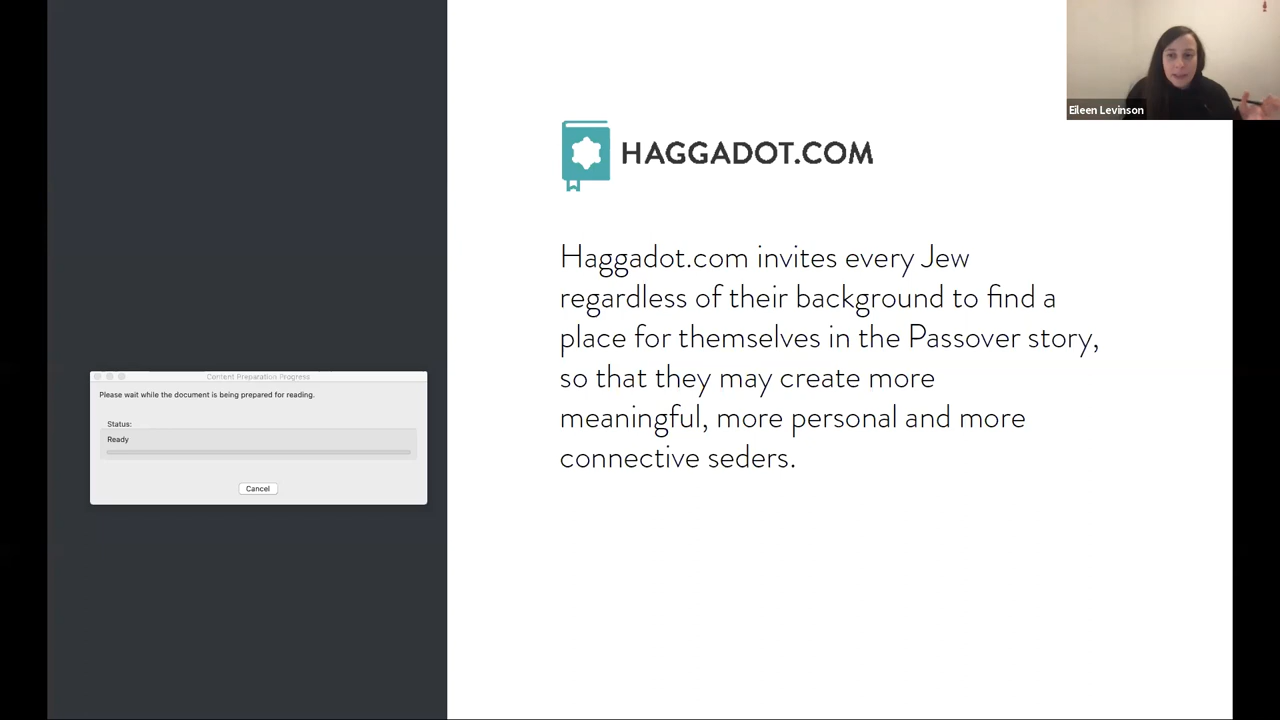 Eileen Levinson
HAGGADOT.COM
Haggadot.com invites every Jew
regardless of their background to find a
place for themselves in the Passover story,
so that they may create more
meaningful, more personal and more
connective seders.
Content Preparation Progress
Please wait while the document is being prepared for reading.
Status:
Ready
Cancel